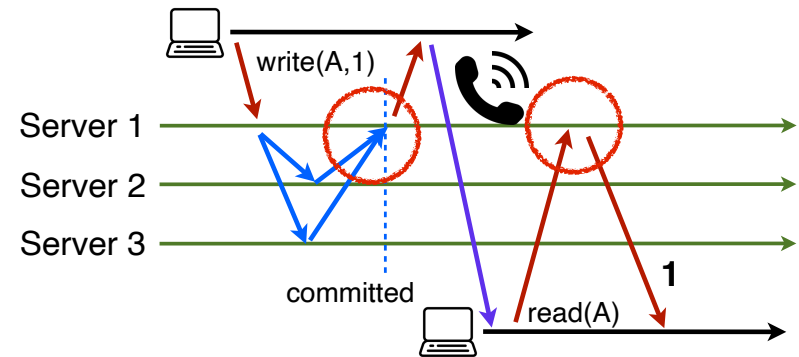 write(A,1)
Server 1
Server 2
Server 3
committed
1
read(A)